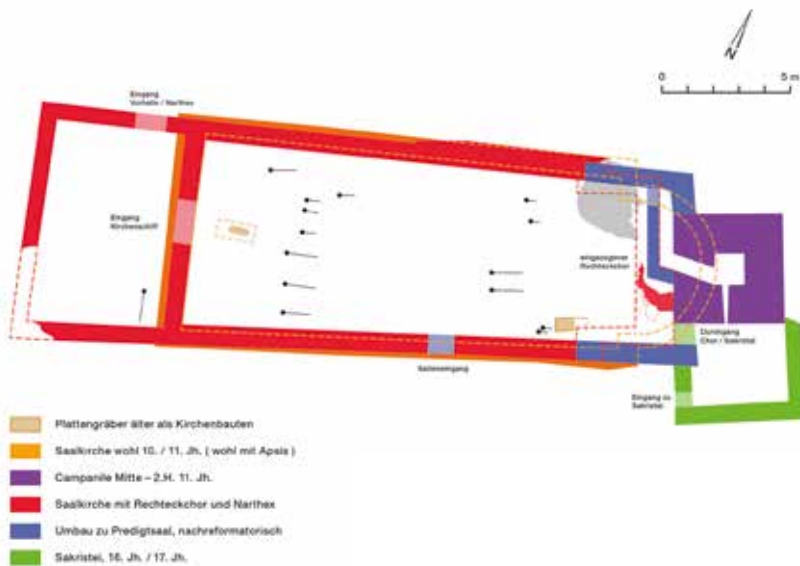 N
0 5 m
Eingang
Vorhalle / Narthex
Eingang
Kirchenschiff
eingezogener
Rechteckchor
Durchgang
Chor / Sakristei
Seiteneingang
Eingang zu
Sakristei
Plattengräber älter als Kirchenbauten
Saalkirche wohl 10. / 11. Jh. ( wohl mit Apsis )
Campanile Mitte – 2.H. 11. Jh.
Saalkirche mit Rechteckchor und Narthex
Umbau zu Predigtsaal, nachreformatorisch
Sakristei, 16. Jh. / 17. Jh.